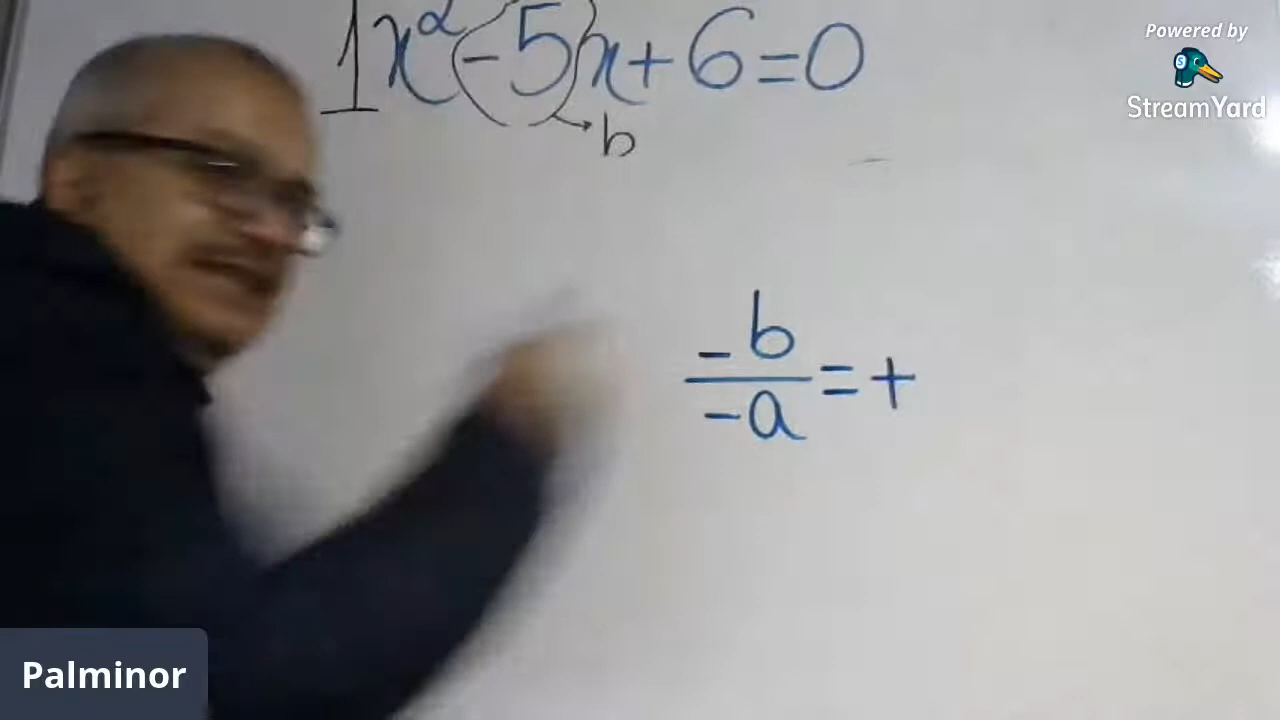 1x²-5x+6=0
b
-b
-a
=+
Powered by
StreamYard
Palminor